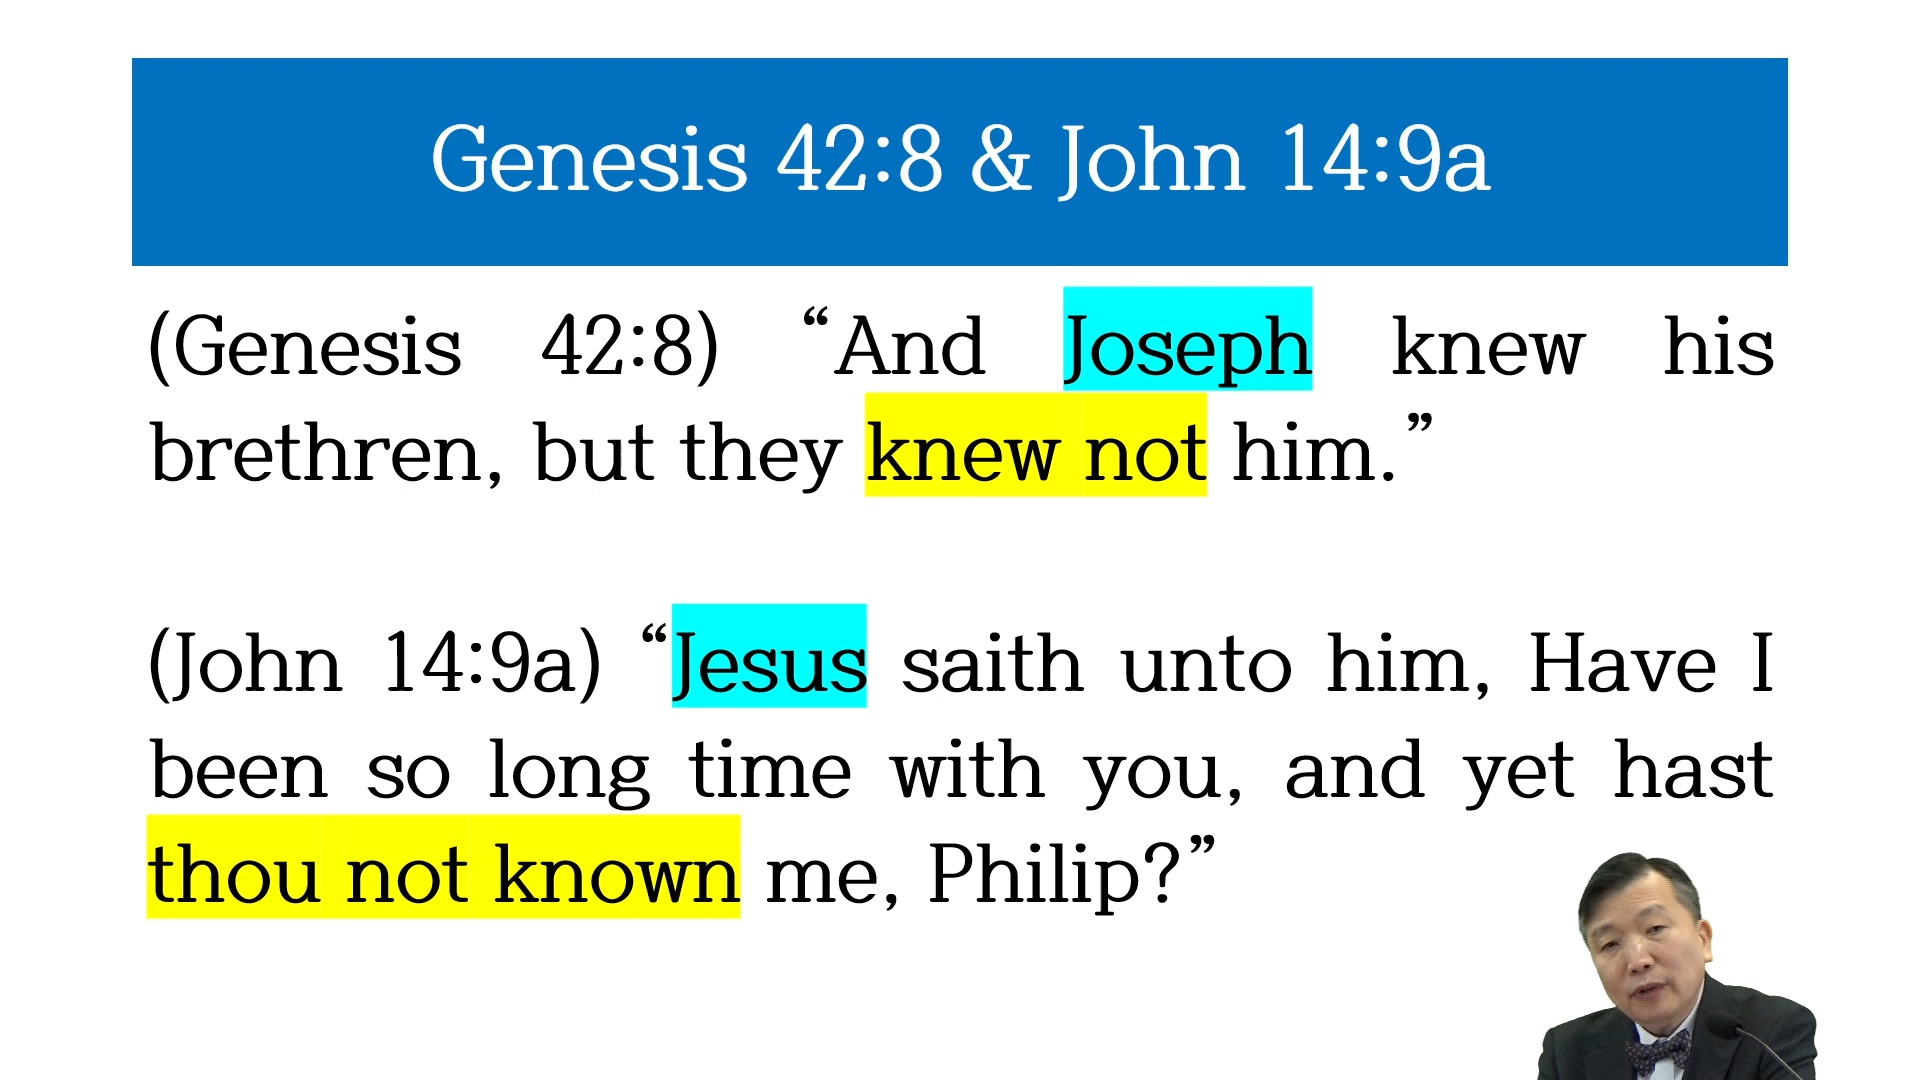 Genesis 42:8 & John 14:9a
(Genesis 42:8) “And Joseph knew his
brethren, but they knew not him.”
(John 14:9a) “Jesus saith unto him, Have I
been so long time with you, and yet hast
thou not known me, Philip?”